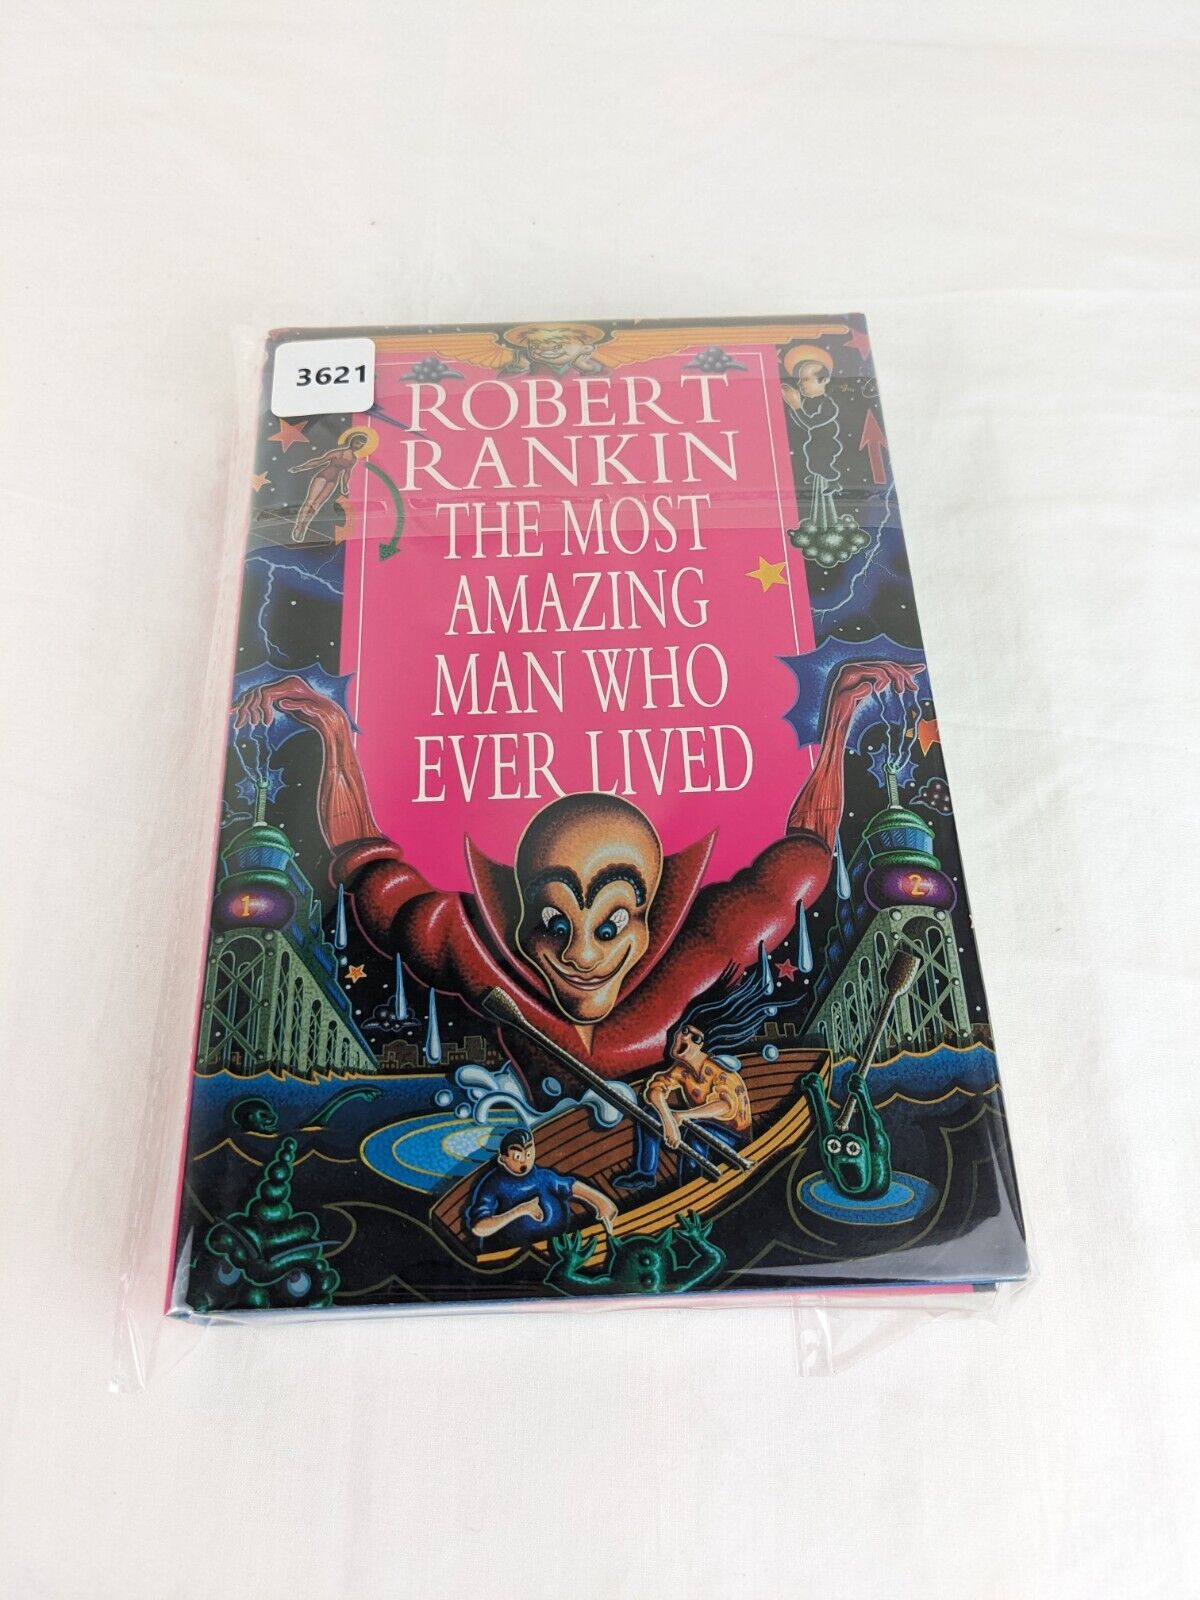 3621
ROBERT
RANKIN
THE MOST
AMAZING
MAN WHO
EVER LIVED
1
2